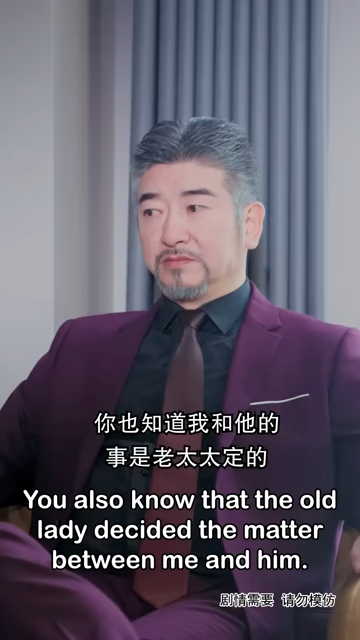 你也知道我和他的
事是老太太定的
You also know that the old
lady decided the matter
between me and him.
剧情需要 请勿模仿